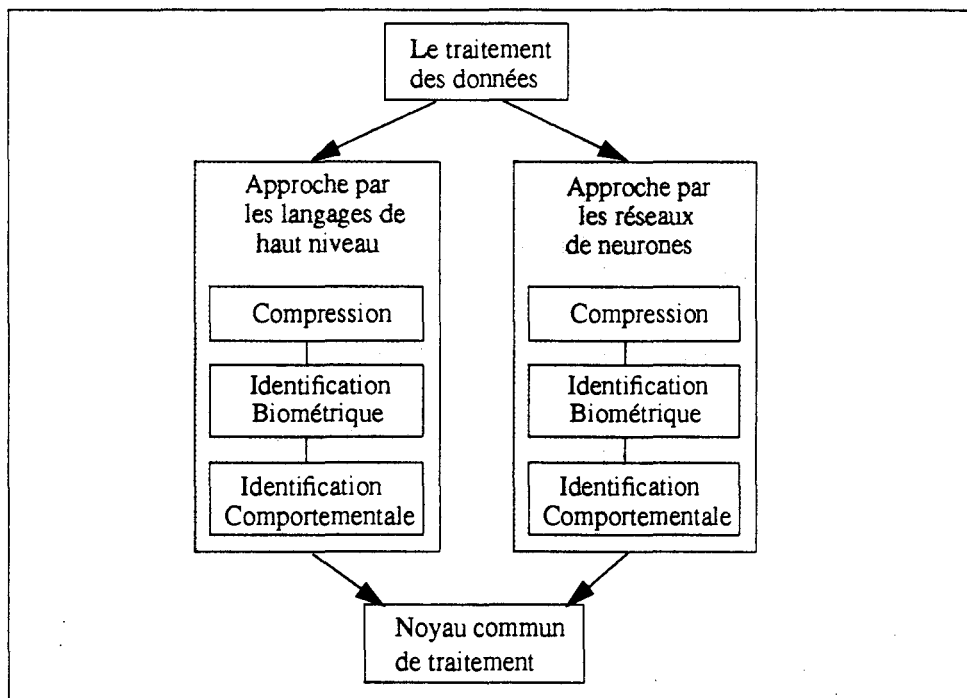 Le traitement
des données
Approche par
les langages de
haut niveau
Compression
Identification
Biométrique
Identification
Comportementale
Approche par
les réseaux
de neurones
Compression
Identification
Biométrique
Identification
Comportementale
Noyau commun
de traitement